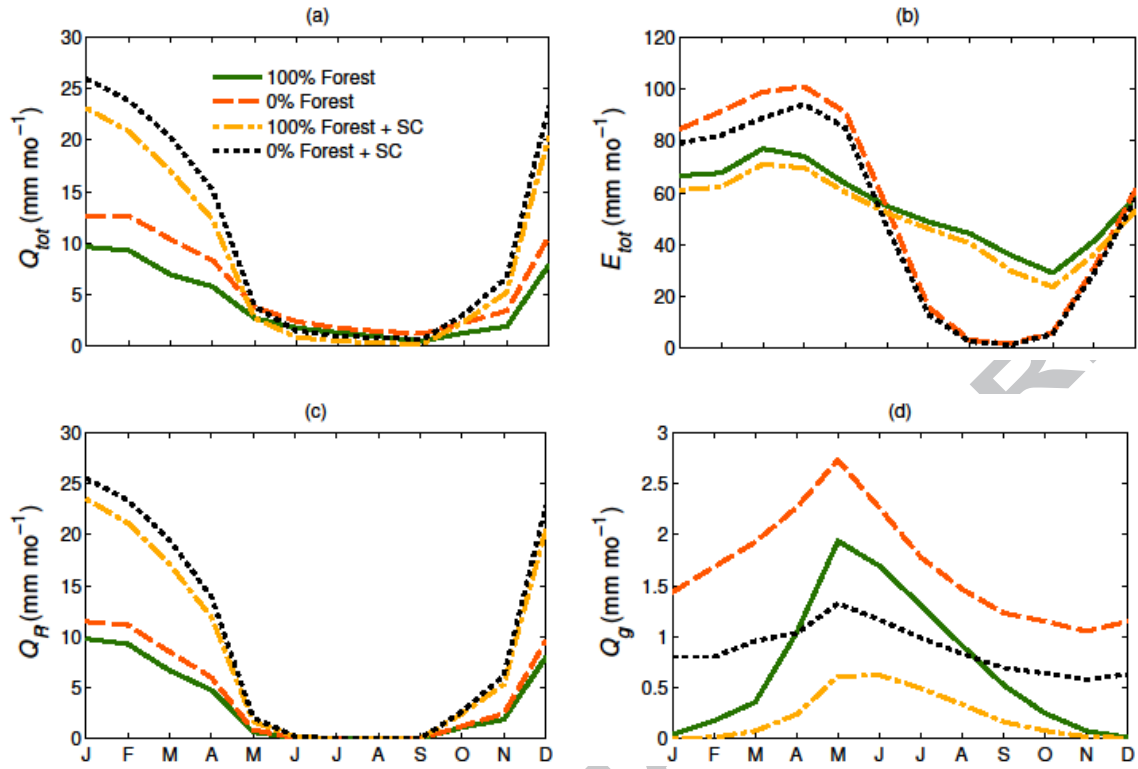 (a)
30
25
20
15
10
5
0
Q_tot (mm mo⁻¹)
100% Forest
0% Forest
100% Forest + SC
0% Forest + SC
J F M A M J J A S O N D
(b)
120
100
80
60
40
20
0
E_tot (mm mo⁻¹)
J F M A M J J A S O N D
(c)
30
25
20
15
10
5
0
Q_R (mm mo⁻¹)
J F M A M J J A S O N D
(d)
3
2.5
2
1.5
1
0.5
0
Q_g (mm mo⁻¹)
J F M A M J J A S O N D